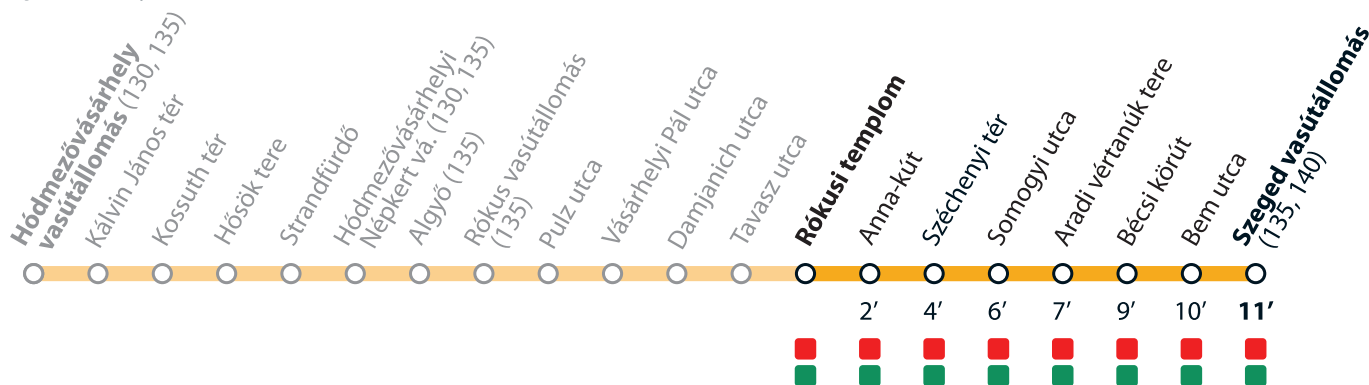 Hódmezővásárhely
vasútállomás (130, 135)
Kálvin János tér
Kossuth tér
Hősök tere
Strandfürdő
Hódmezővásárhelyi
Népkert vá. (130, 135)
Algyő (135)
Rókus vasútállomás
(135)
Pulz utca
Vásárhelyi Pál utca
Damjanich utca
Tavasz utca
Rókusi templom
Anna-kút
Széchenyi tér
Somogyi utca
Aradi vértanúk tere
Bécsi körút
Bem utca
Szeged vasútállomás
(135, 140)
2’ 4’ 6’ 7’ 9’ 10’ 11’